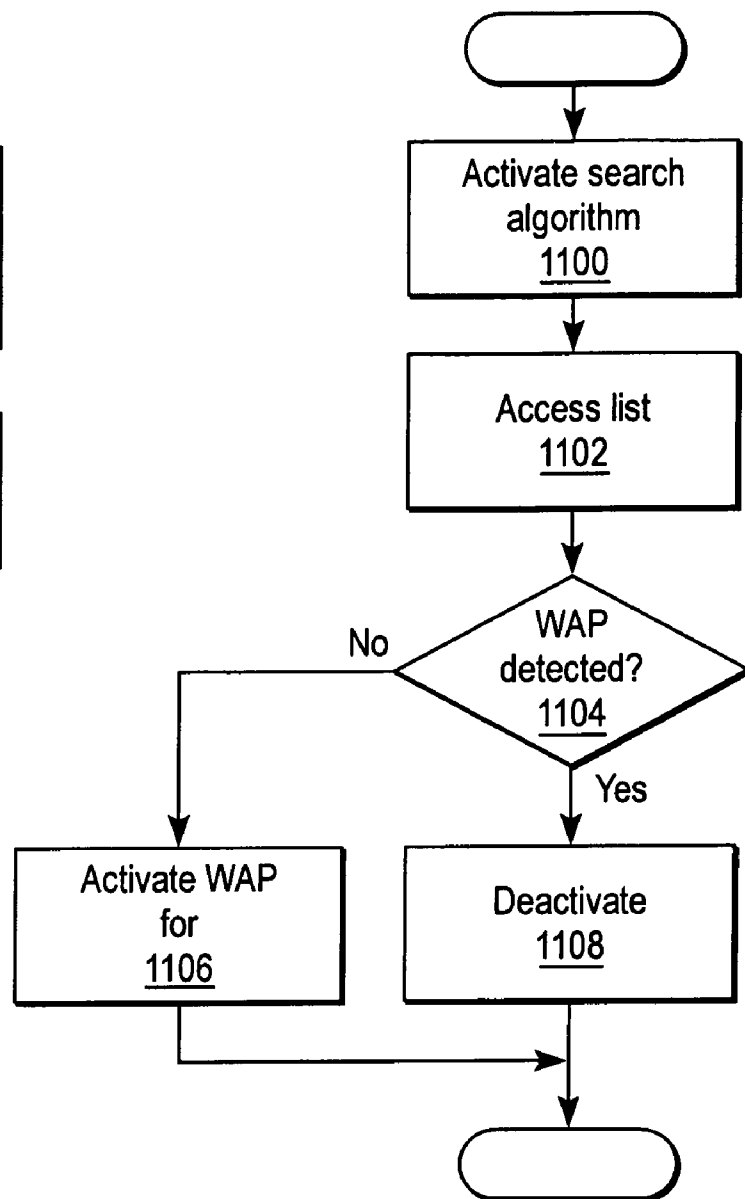 Activate search
algorithm
1100
Access list
1102
WAP
detected?
1104
No
Yes
Activate WAP
for
1106
Deactivate
1108